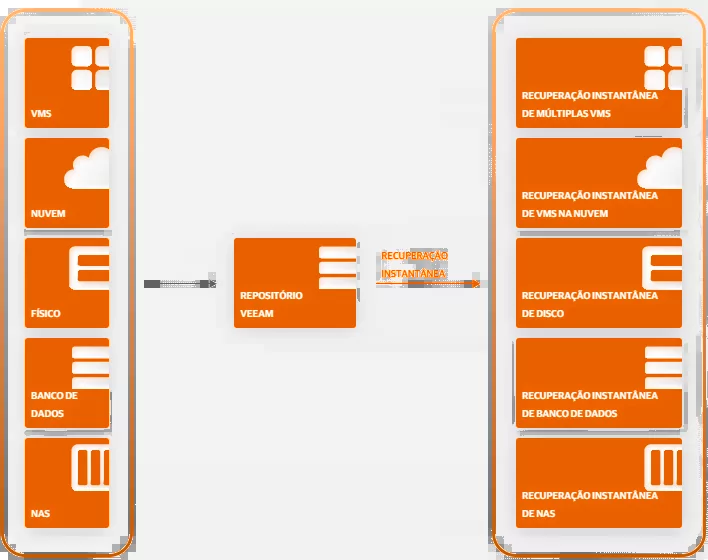 VMS
NUVEM
FÍSICO
BANCO DE
DADOS
NAS
REPOSITÓRIO
VEEAM
RECUPERAÇÃO
INSTANTÂNEA
RECUPERAÇÃO INSTANTÂNEA
DE MÚLTIPLAS VMS
RECUPERAÇÃO INSTANTÂNEA
DE VMS NA NUVEM
RECUPERAÇÃO INSTANTÂNEA
DE DISCO
RECUPERAÇÃO INSTANTÂNEA
DE BANCO DE DADOS
RECUPERAÇÃO INSTANTÂNEA
DE NAS